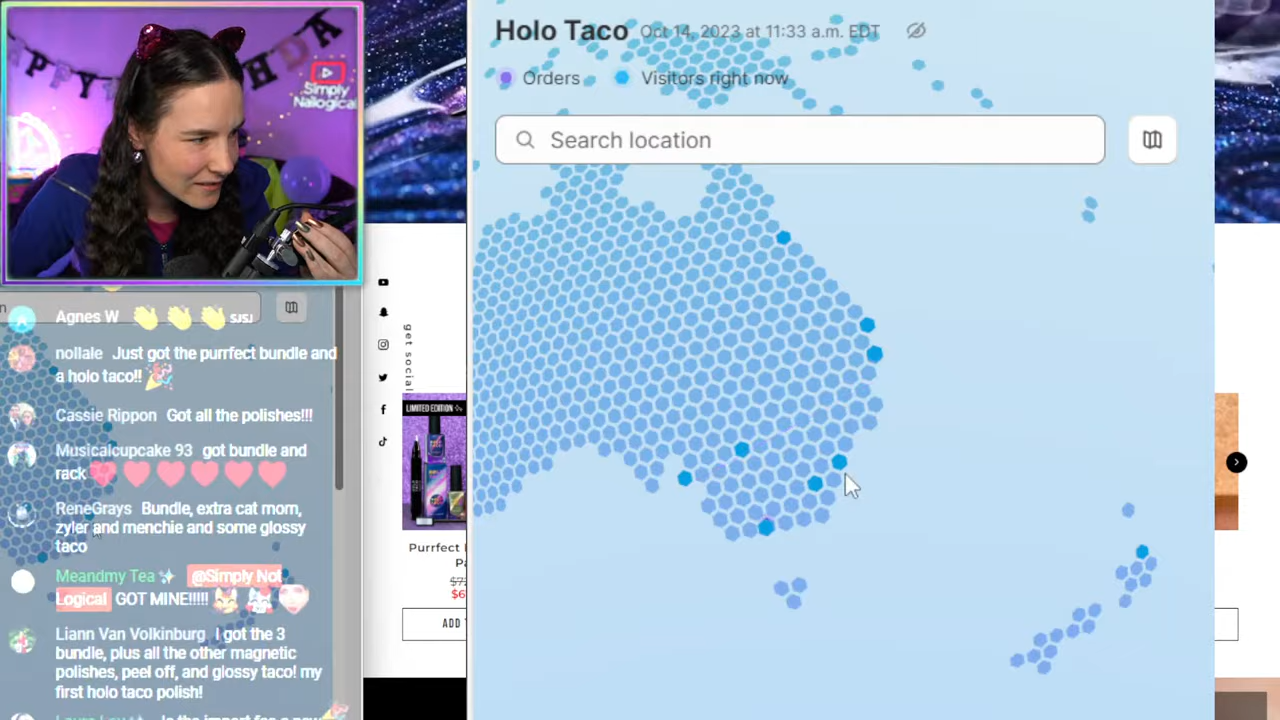 HDA
Simply
Nailogical
Holo Taco Oct 14, 2023 at 11:33 a.m. EDT
Orders Visitors right now
Search location
Agnes W 👏 👏 👏
nollale Just got the purrfect bundle and
a holo taco!! 🎉
Cassie Rippon Got all the polishes!!!
Musicalcupcake 93 got bundle and
rack
ReneGrays Bundle, extra cat mom,
zyler and menchie and some glossy
taco
Meandmy Tea @Simply Not
Logical GOT MINE!!!!!
Liann Van Volkinburg I got the 3
bundle, plus all the other magnetic
polishes, peel off, and glossy taco! my
first holo taco polish!
get social
LIMITED EDITION
Purrfect
ADD